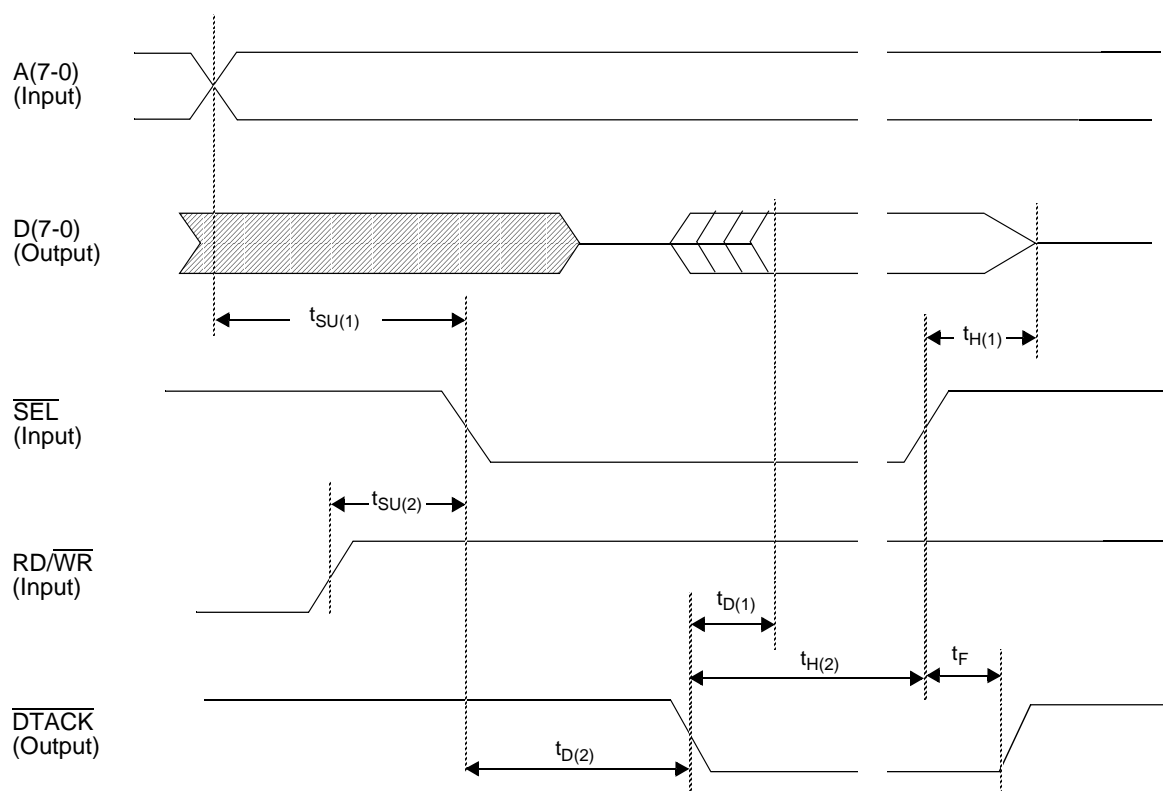 A(7-0)
(Input)
D(7-0)
(Output)
tSU(1)
tH(1)
SEL
(Input)
tSU(2)
RD/WR
(Input)
tD(1)
tH(2)
tF
DTACK
(Output)
tD(2)